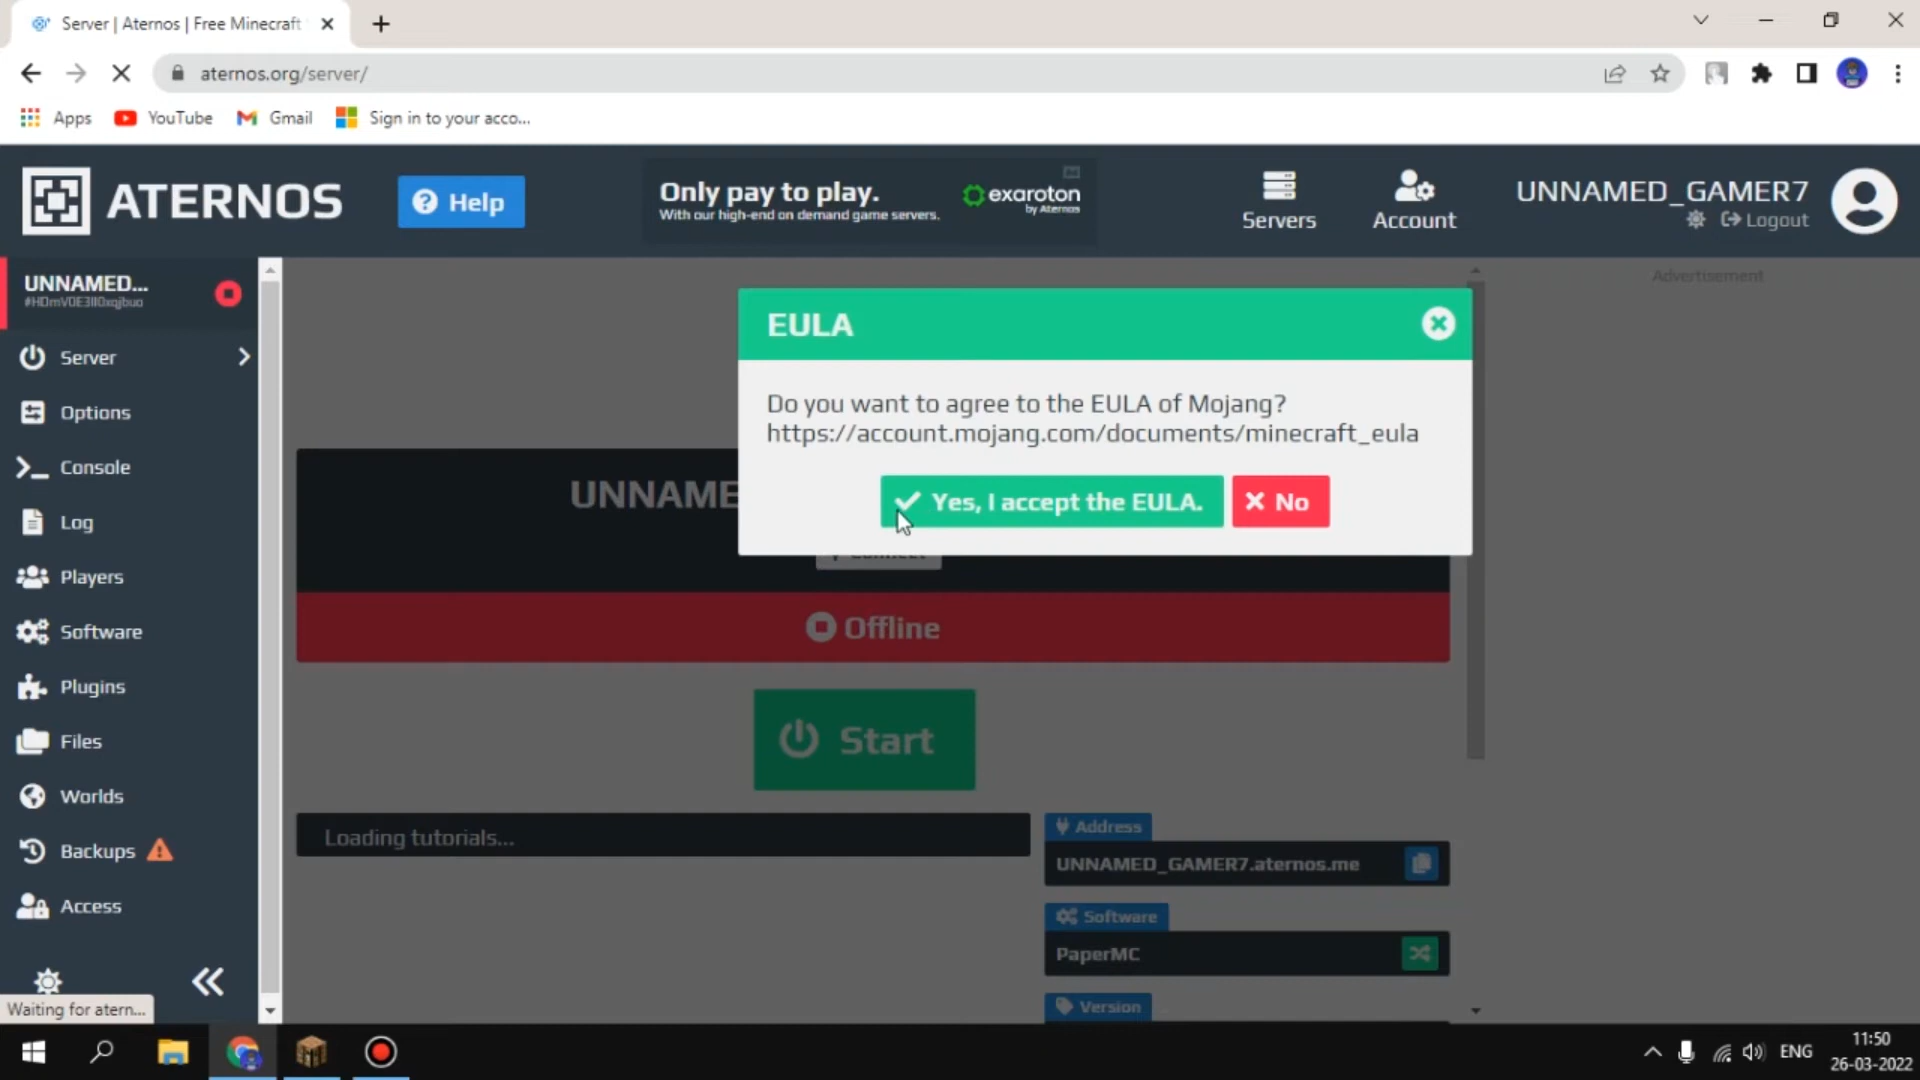 Server | Aternos | Free Minecraft
aternos.org/server/
Apps
YouTube
Gmail
Sign in to your acco...
ATERNOS
Help
Only pay to play.
With our high-end on demand game servers.
exaroton
by Aternos
Servers
Account
UNNAMED_GAMER7
Logout
UNNAMED...
Server
Options
Console
Log
Players
Software
Plugins
Files
Worlds
Backups
Access
Waiting for atern...
Advertisement
EULA
Do you want to agree to the EULA of Mojang?
https://account.mojang.com/documents/minecraft_eula
Yes, I accept the EULA.
No
UNNAME
Offline
Start
Loading tutorials...
Address
UNNAMED_GAMER7.aternos.me
Software
PaperMC
Version
ENG
11:50
26-03-2022